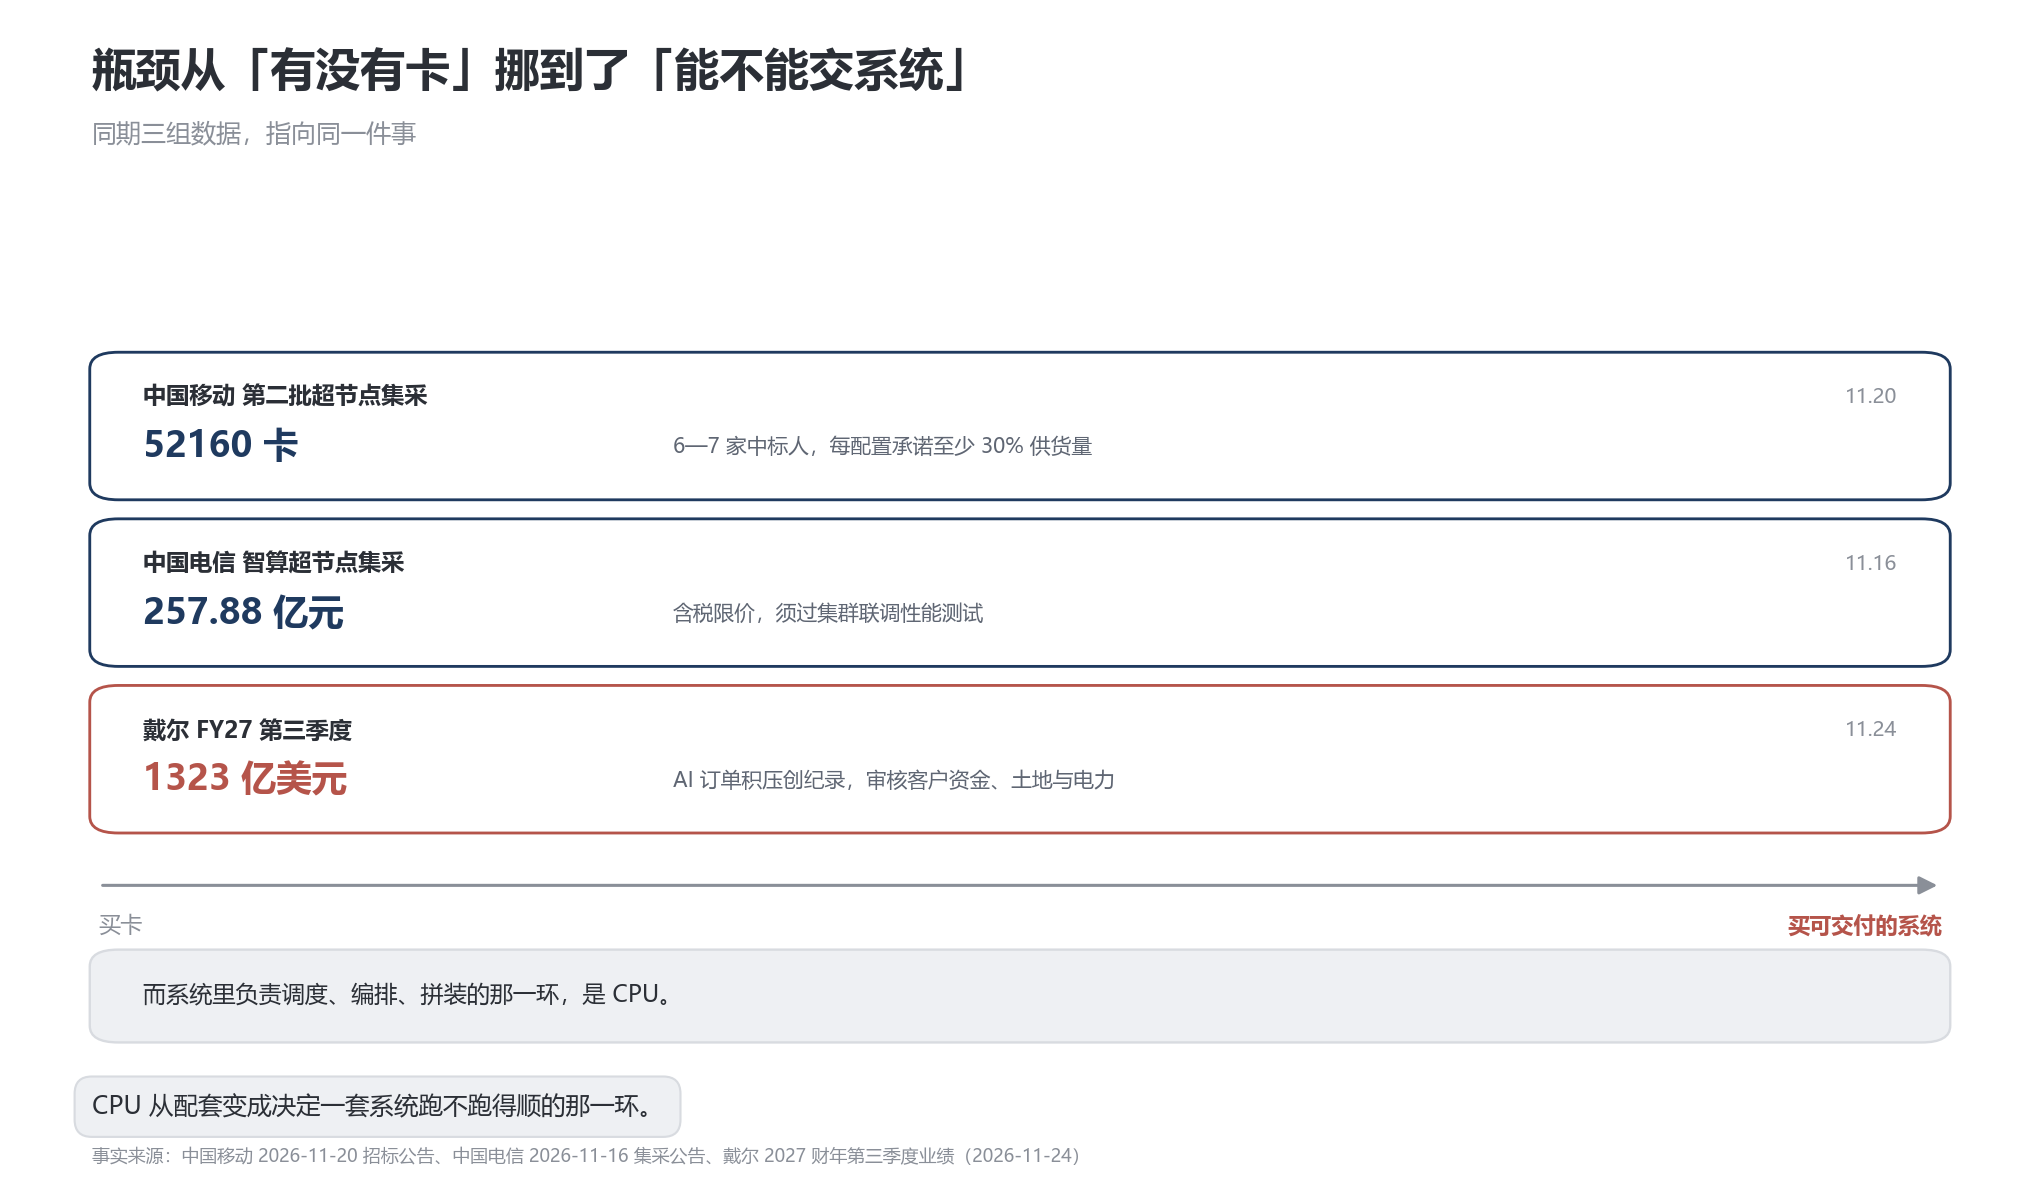 瓶颈从「有没有卡」挪到了「能不能交系统」
同期三组数据，指向同一件事
中国移动 第二批超节点集采
11.20
52160 卡
6—7 家中标人，每配置承诺至少 30% 供货量
中国电信 智算超节点集采
11.16
257.88 亿元
含税限价，须过集群联调性能测试
戴尔 FY27 第三季度
11.24
1323 亿美元
AI 订单积压创纪录，审核客户资金、土地与电力
买卡
买可交付的系统
而系统里负责调度、编排、拼装的那一环，是 CPU。
CPU 从配套变成决定一套系统跑不跑得顺的那一环。
事实来源：中国移动 2026-11-20 招标公告、中国电信 2026-11-16 集采公告、戴尔 2027 财年第三季度业绩（2026-11-24）